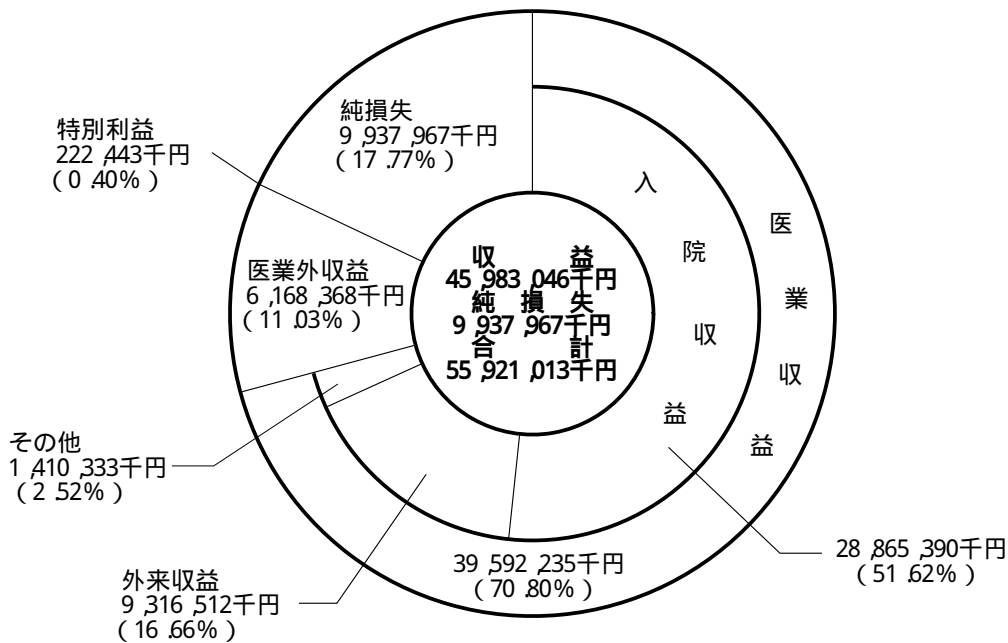 純損失
9,937,967千円
(17.77%)
特別利益
222,443千円
(0.40%)
医業外収益
6,168,368千円
(11.03%)
収 益
45,983,046千円
純 損 失
9,937,967千円
合 計
55,921,013千円
入院収益
医業収益
その他
1,410,333千円
(2.52%)
外来収益
9,316,512千円
(16.66%)
39,592,235千円
(70.80%)
28,865,390千円
(51.62%)